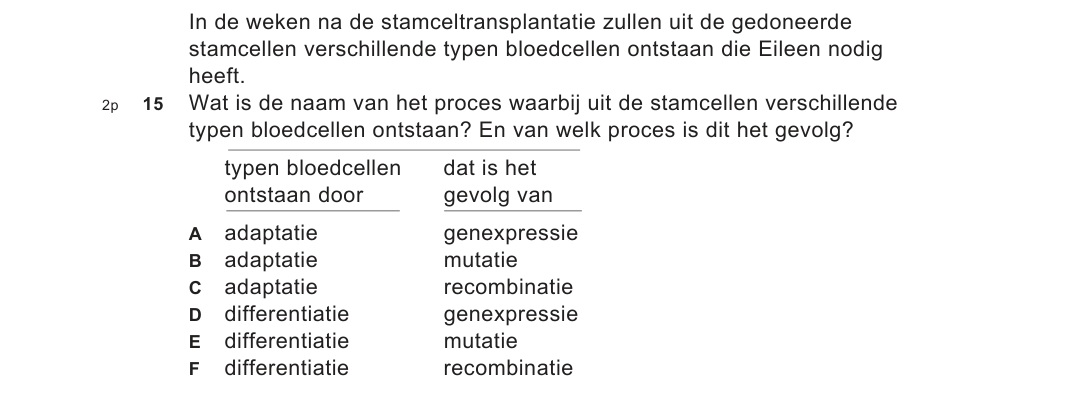 In de weken na de stamceltransplantatie zullen uit de gedoneerde
stamcellen verschillende typen bloedcellen ontstaan die Eileen nodig
heeft.
2p 15 Wat is de naam van het proces waarbij uit de stamcellen verschillende
typen bloedcellen ontstaan? En van welk proces is dit het gevolg?
typen bloedcellen dat is het
ontstaan door gevolg van
A adaptatie genexpressie
B adaptatie mutatie
C adaptatie recombinatie
D differentiatie genexpressie
E differentiatie mutatie
F differentiatie recombinatie